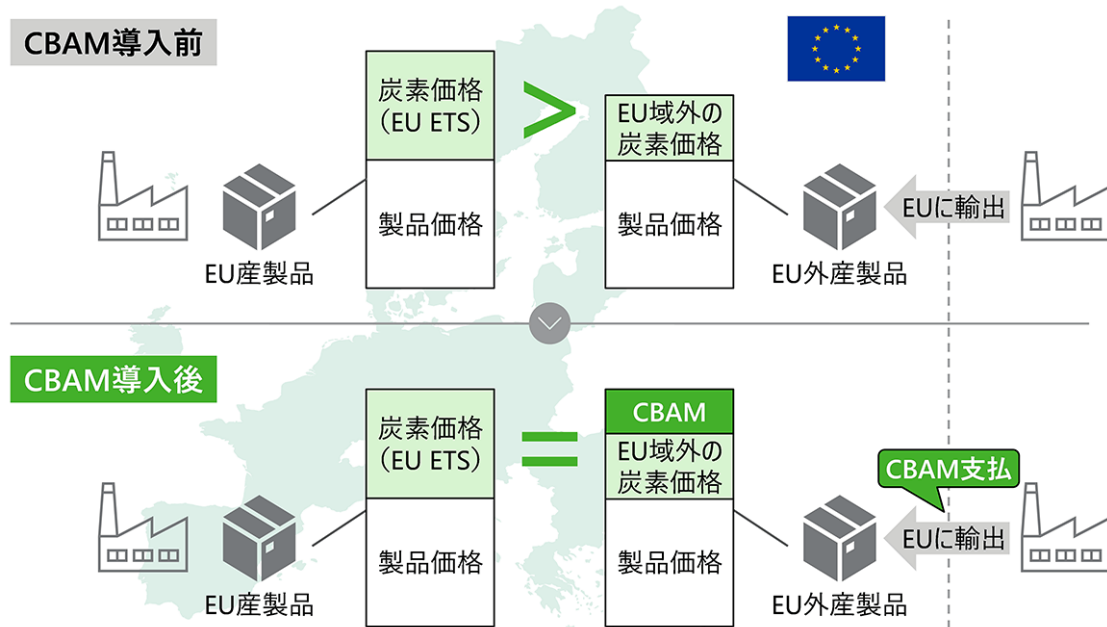 CBAM導入前
炭素価格
（EU ETS）
>
EU域外の
炭素価格
製品価格
製品価格
EUに輸出
EU産製品
EU外産製品
CBAM導入後
炭素価格
（EU ETS）
=
CBAM
EU域外の
炭素価格
CBAM支払
製品価格
製品価格
EUに輸出
EU産製品
EU外産製品